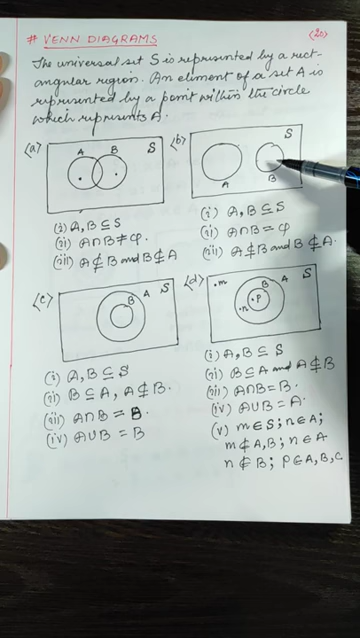 # VENN DIAGRAMS
(20)
The universal set S is represented by a rect-
angular region. An eliment of a set A is
represented by a point within the circle
which represents A.
(a)
A B S
(i) A, B ⊆ S
(ii) A∩B ≠ φ.
(iii) A ⊄ B and B ⊄ A
(b)
S
A
B
(i) A, B ⊆ S
(ii) A∩B = φ
(iii) A ⊄ B and B ⊄ A.
(c)
B A S
(i) A, B ⊆ S
(ii) B ⊆ A, A ⊄ B.
(iii) A∩B = B.
(iv) A∪B = B
(d)
.m B A S
.n .p
(i) A, B ⊆ S
(ii) B ⊆ A and A ⊄ B
(iii) A∩B = B.
(iv) A∪B = A.
(v) m ∈ S; n ∈ A;
m ∉ A, B; n ∈ A
n ∉ B; p ∈ A, B, C